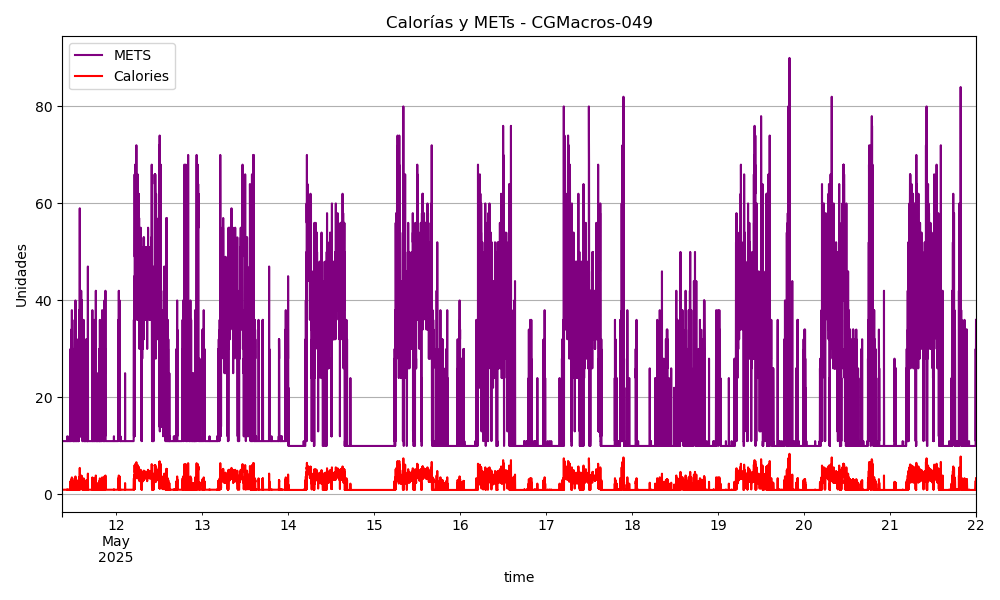 Calorías y METs - CGMacros-049
METS
Calories
Unidades
80
60
40
20
0
12 13 14 15 16 17 18 19 20 21 22
May
2025
time